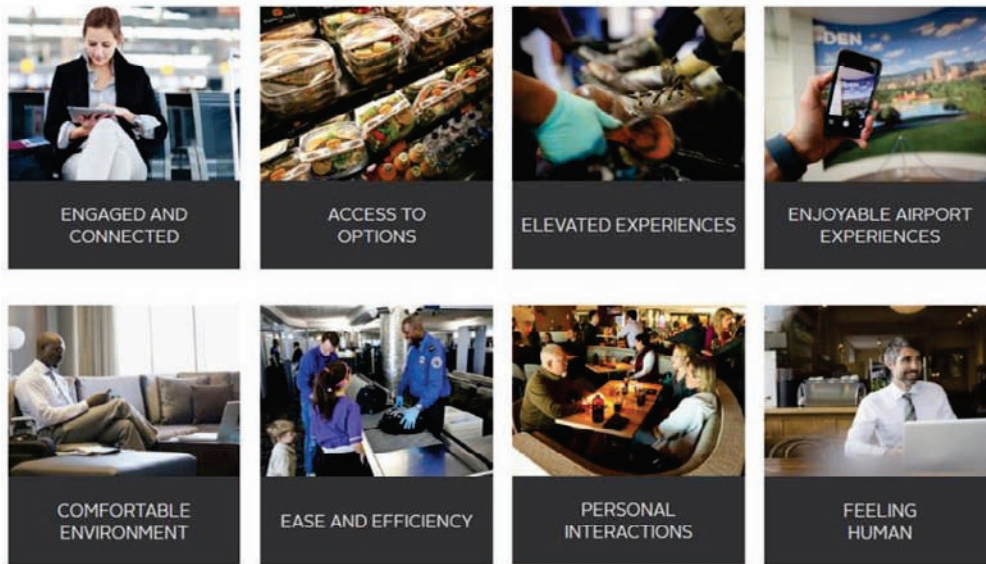 DEN
ENGAGED AND
CONNECTED
ACCESS TO
OPTIONS
ELEVATED EXPERIENCES
ENJOYABLE AIRPORT
EXPERIENCES
COMFORTABLE
ENVIRONMENT
EASE AND EFFICIENCY
PERSONAL
INTERACTIONS
FEELING
HUMAN